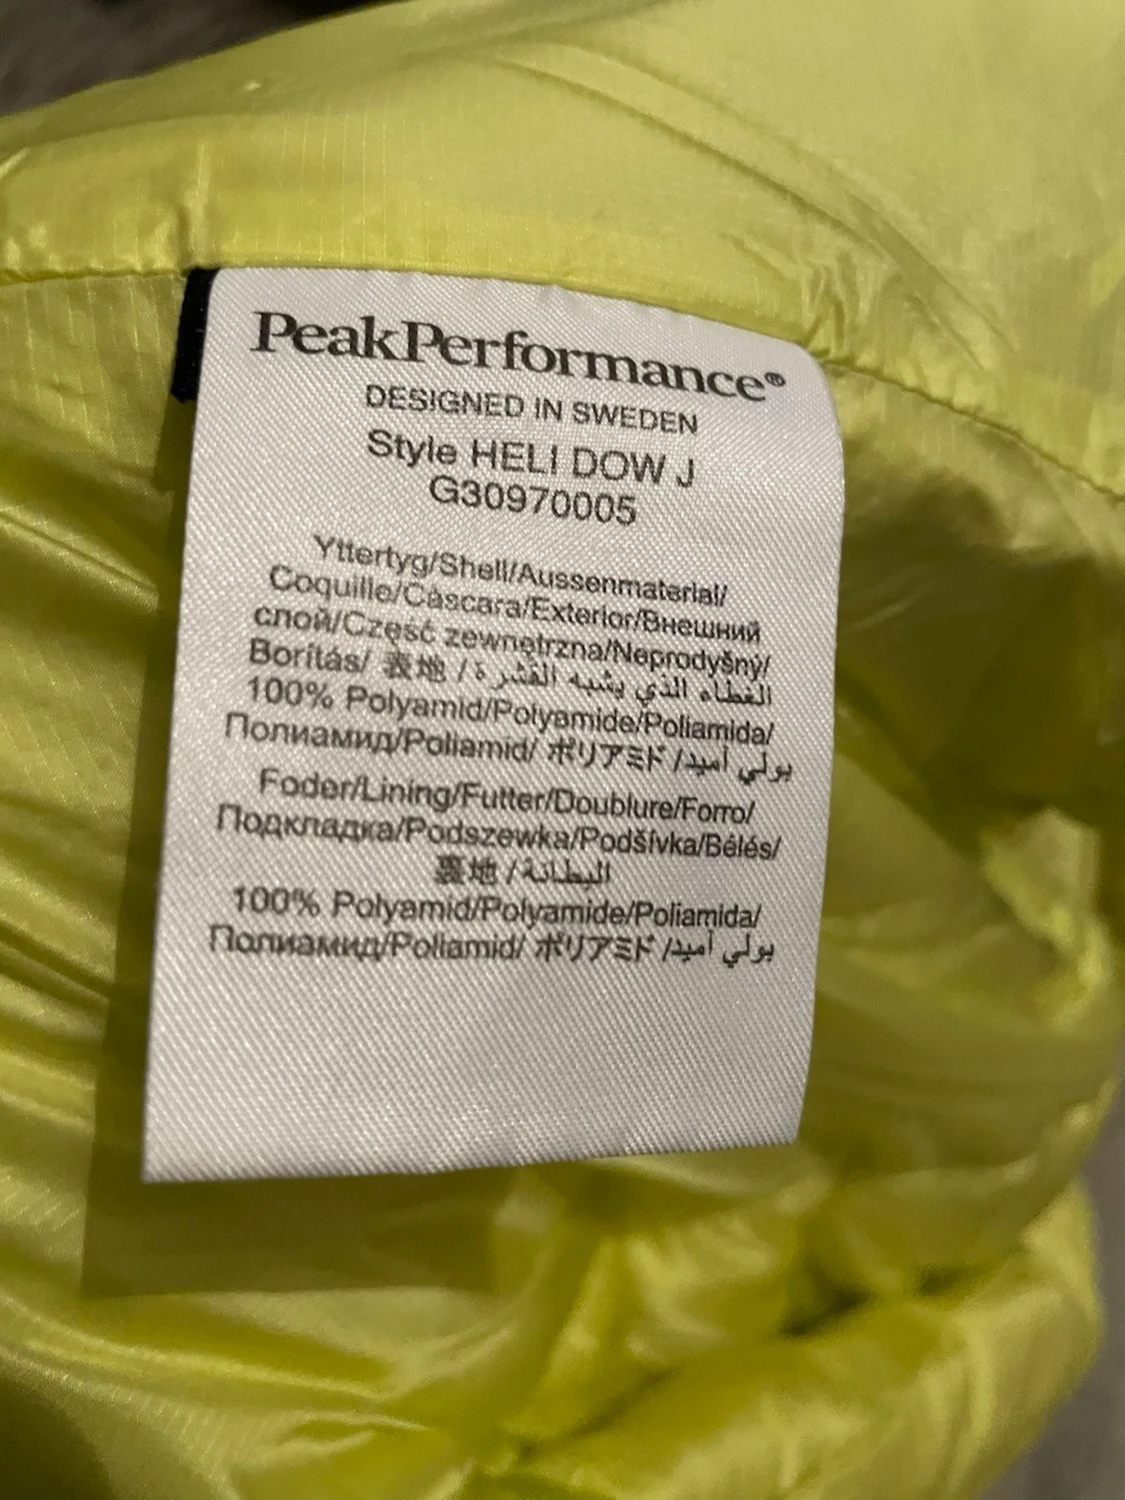 PeakPerformance®
DESIGNED IN SWEDEN
Style HELI DOW J
G30970005
Yttertyg/Shell/Aussenmaterial/
Coquille/Cáscara/Exterior/Внешний
слой/Część zewnętrzna/Neprodyšný/
Borítás/ 表地 / الغطاء الذي يشبه القشرة
100% Polyamid/Polyamide/Poliamida/
Полиамид/Poliamid/ ポリアミド /بولي أميد
Foder/Lining/Futter/Doublure/Forro/
Подкладка/Podszewka/Podšívka/Bélés/
裏地 /البطانة
100% Polyamid/Polyamide/Poliamida/
Полиамид/Poliamid/ ポリアミド /بولي أميد